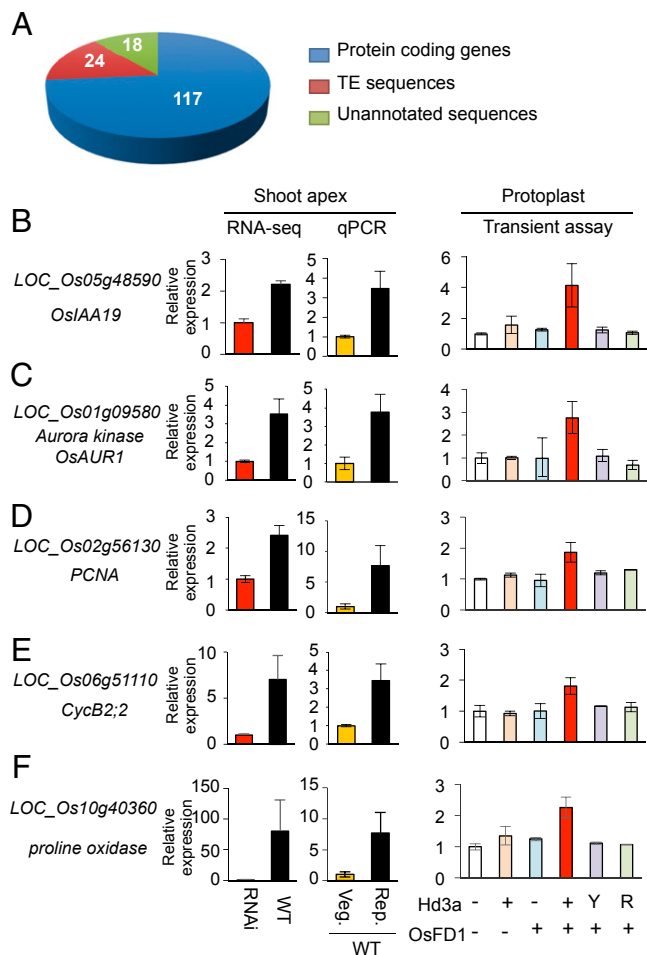 A
18
24
117
Protein coding genes
TE sequences
Unannotated sequences
Shoot apex
Protoplast
RNA-seq
qPCR
Transient assay
B
LOC_Os05g48590
OsIAA19
Relative expression
3
2
1
0
5
4
3
2
1
0
6
4
2
0
C
LOC_Os01g09580
Aurora kinase
OsAUR1
Relative expression
5
4
3
2
1
0
5
4
3
2
1
0
4
3
2
1
0
D
LOC_Os02g56130
PCNA
Relative expression
3
2
1
0
15
10
5
0
3
2
1
0
E
LOC_Os06g51110
CycB2;2
Relative expression
10
5
0
5
4
3
2
1
0
3
2
1
0
F
LOC_Os10g40360
proline oxidase
Relative expression
150
100
50
0
15
10
5
0
3
2
1
0
RNAi
WT
Veg.
Rep.
WT
Hd3a - + - + Y R
OsFD1 - - + + + +